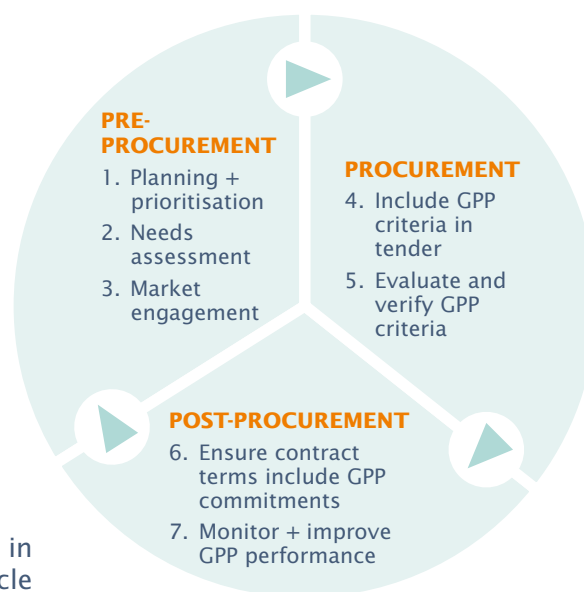 PRE-
PROCUREMENT
1. Planning +
prioritisation
2. Needs
assessment
3. Market
engagement
PROCUREMENT
4. Include GPP
criteria in
tender
5. Evaluate and
verify GPP
criteria
POST-PROCUREMENT
6. Ensure contract
terms include GPP
commitments
7. Monitor + improve
GPP performance
in
cle